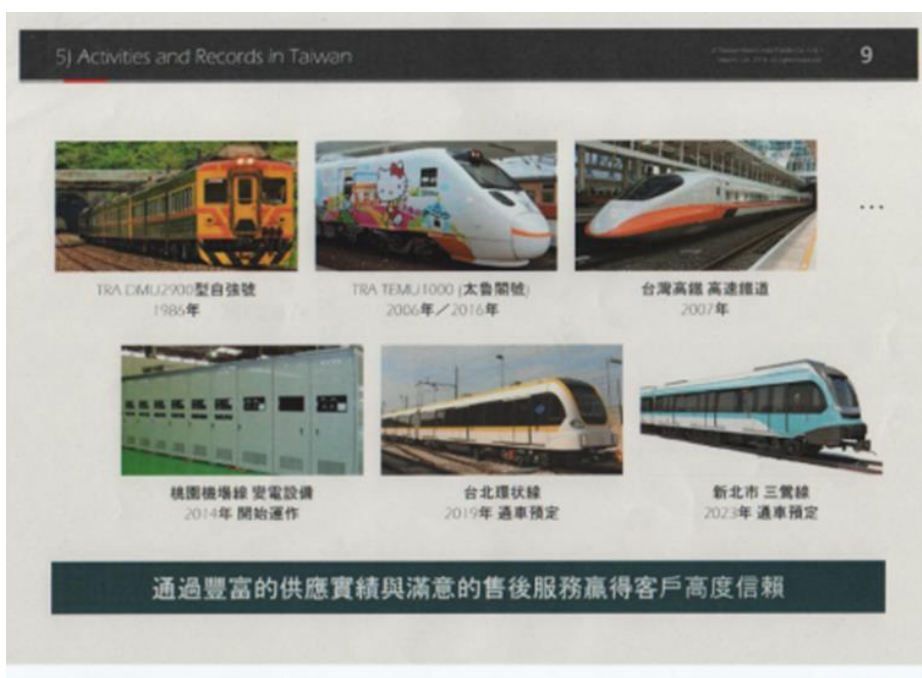 5) Activities and Records in Taiwan
9
TRA DMU2900型自強號
1986年
TRA TEMU1000 (太魯閣號)
2006年／2016年
台灣高鐵 高速鐵道
2007年
...
桃園機場線 變電設備
2014年 開始運作
台北環狀線
2019年 通車預定
新北市 三鶯線
2023年 通車預定
通過豐富的供應實績與滿意的售後服務贏得客戶高度信賴